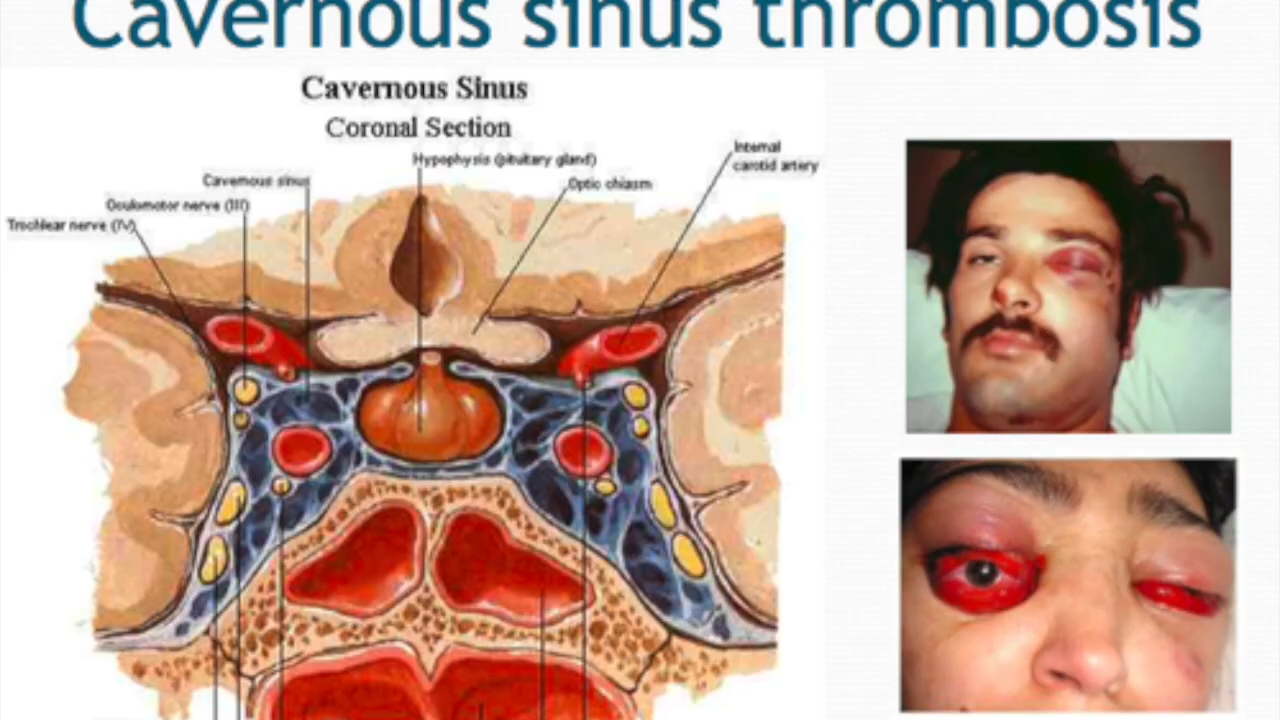 Cavernous sinus thrombosis
Cavernous Sinus
Coronal Section
Hypophysis (pituitary gland)
Internal
carotid artery
Optic chiasm
Cavernous sinus
Oculomotor nerve (III)
Trochlear nerve (IV)